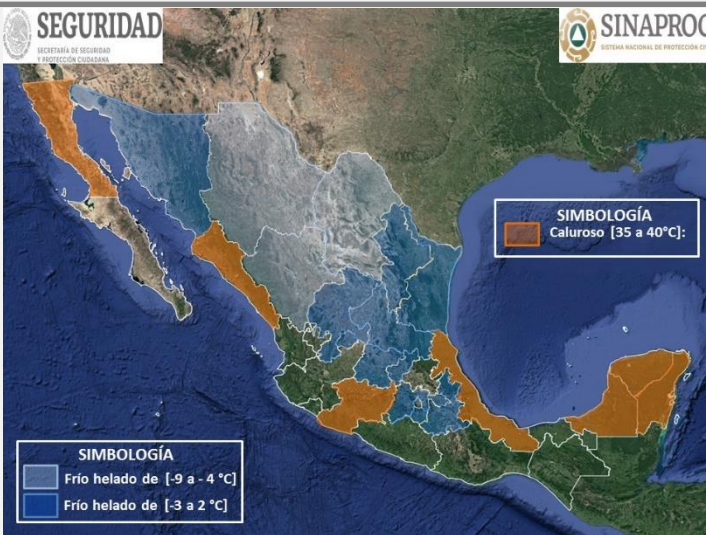 SEGURIDAD
SECRETARÍA DE SEGURIDAD
Y PROTECCIÓN CIUDADANA
SINAPROC
SISTEMA NACIONAL DE PROTECCIÓN CI
SIMBOLOGÍA
Caluroso [35 a 40°C]:
SIMBOLOGÍA
Frío helado de [-9 a - 4 °C]
Frío helado de [-3 a 2 °C]